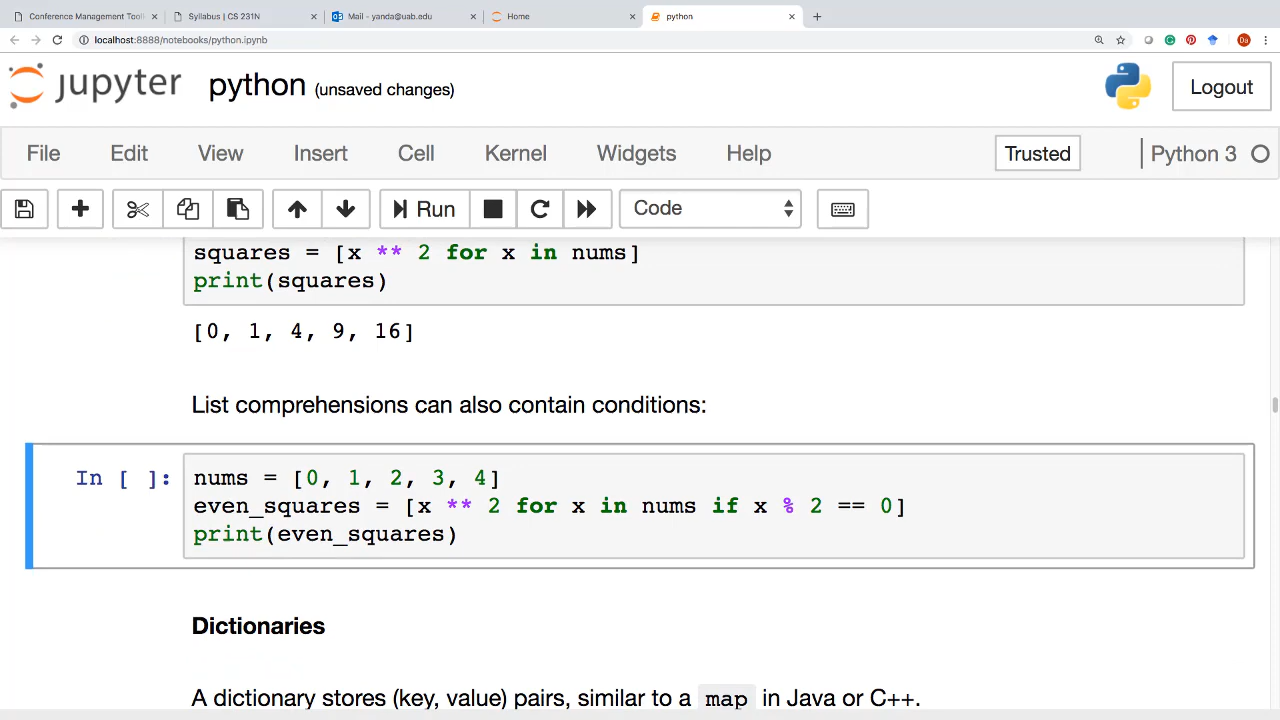 Conference Management Tool
Syllabus | CS 231N
Mail - yanda@uab.edu
Home
python
localhost:8888/notebooks/python.ipynb
Da
jupyter python (unsaved changes)
Logout
File Edit View Insert Cell Kernel Widgets Help
Trusted
Python 3
Run
Code
squares = [x ** 2 for x in nums]
print(squares)
[0, 1, 4, 9, 16]
List comprehensions can also contain conditions:
In [ ]:
nums = [0, 1, 2, 3, 4]
even_squares = [x ** 2 for x in nums if x % 2 == 0]
print(even_squares)
Dictionaries
A dictionary stores (key, value) pairs, similar to a map in Java or C++.